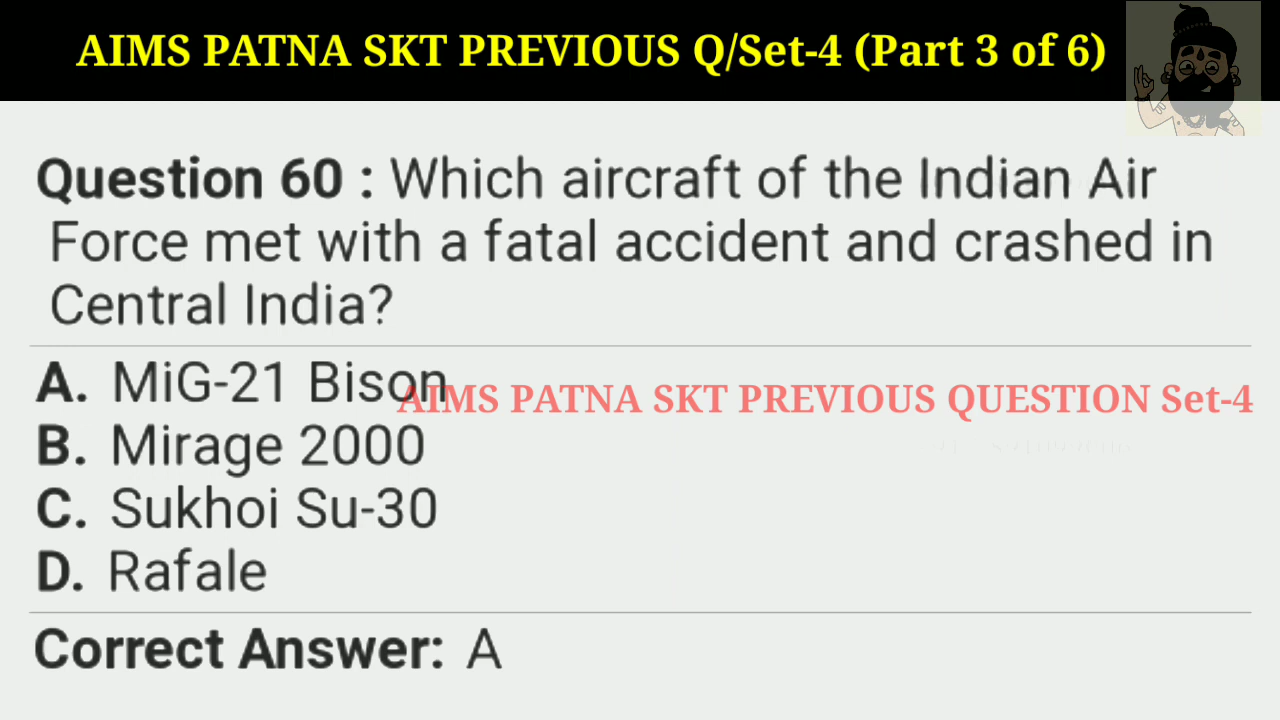 AIMS PATNA SKT PREVIOUS Q/Set-4 (Part 3 of 6)
Question 60 : Which aircraft of the Indian Air
Force met with a fatal accident and crashed in
Central India?
A. MiG-21 Bison
AIMS PATNA SKT PREVIOUS QUESTION Set-4
B. Mirage 2000
C. Sukhoi Su-30
D. Rafale
Correct Answer: A